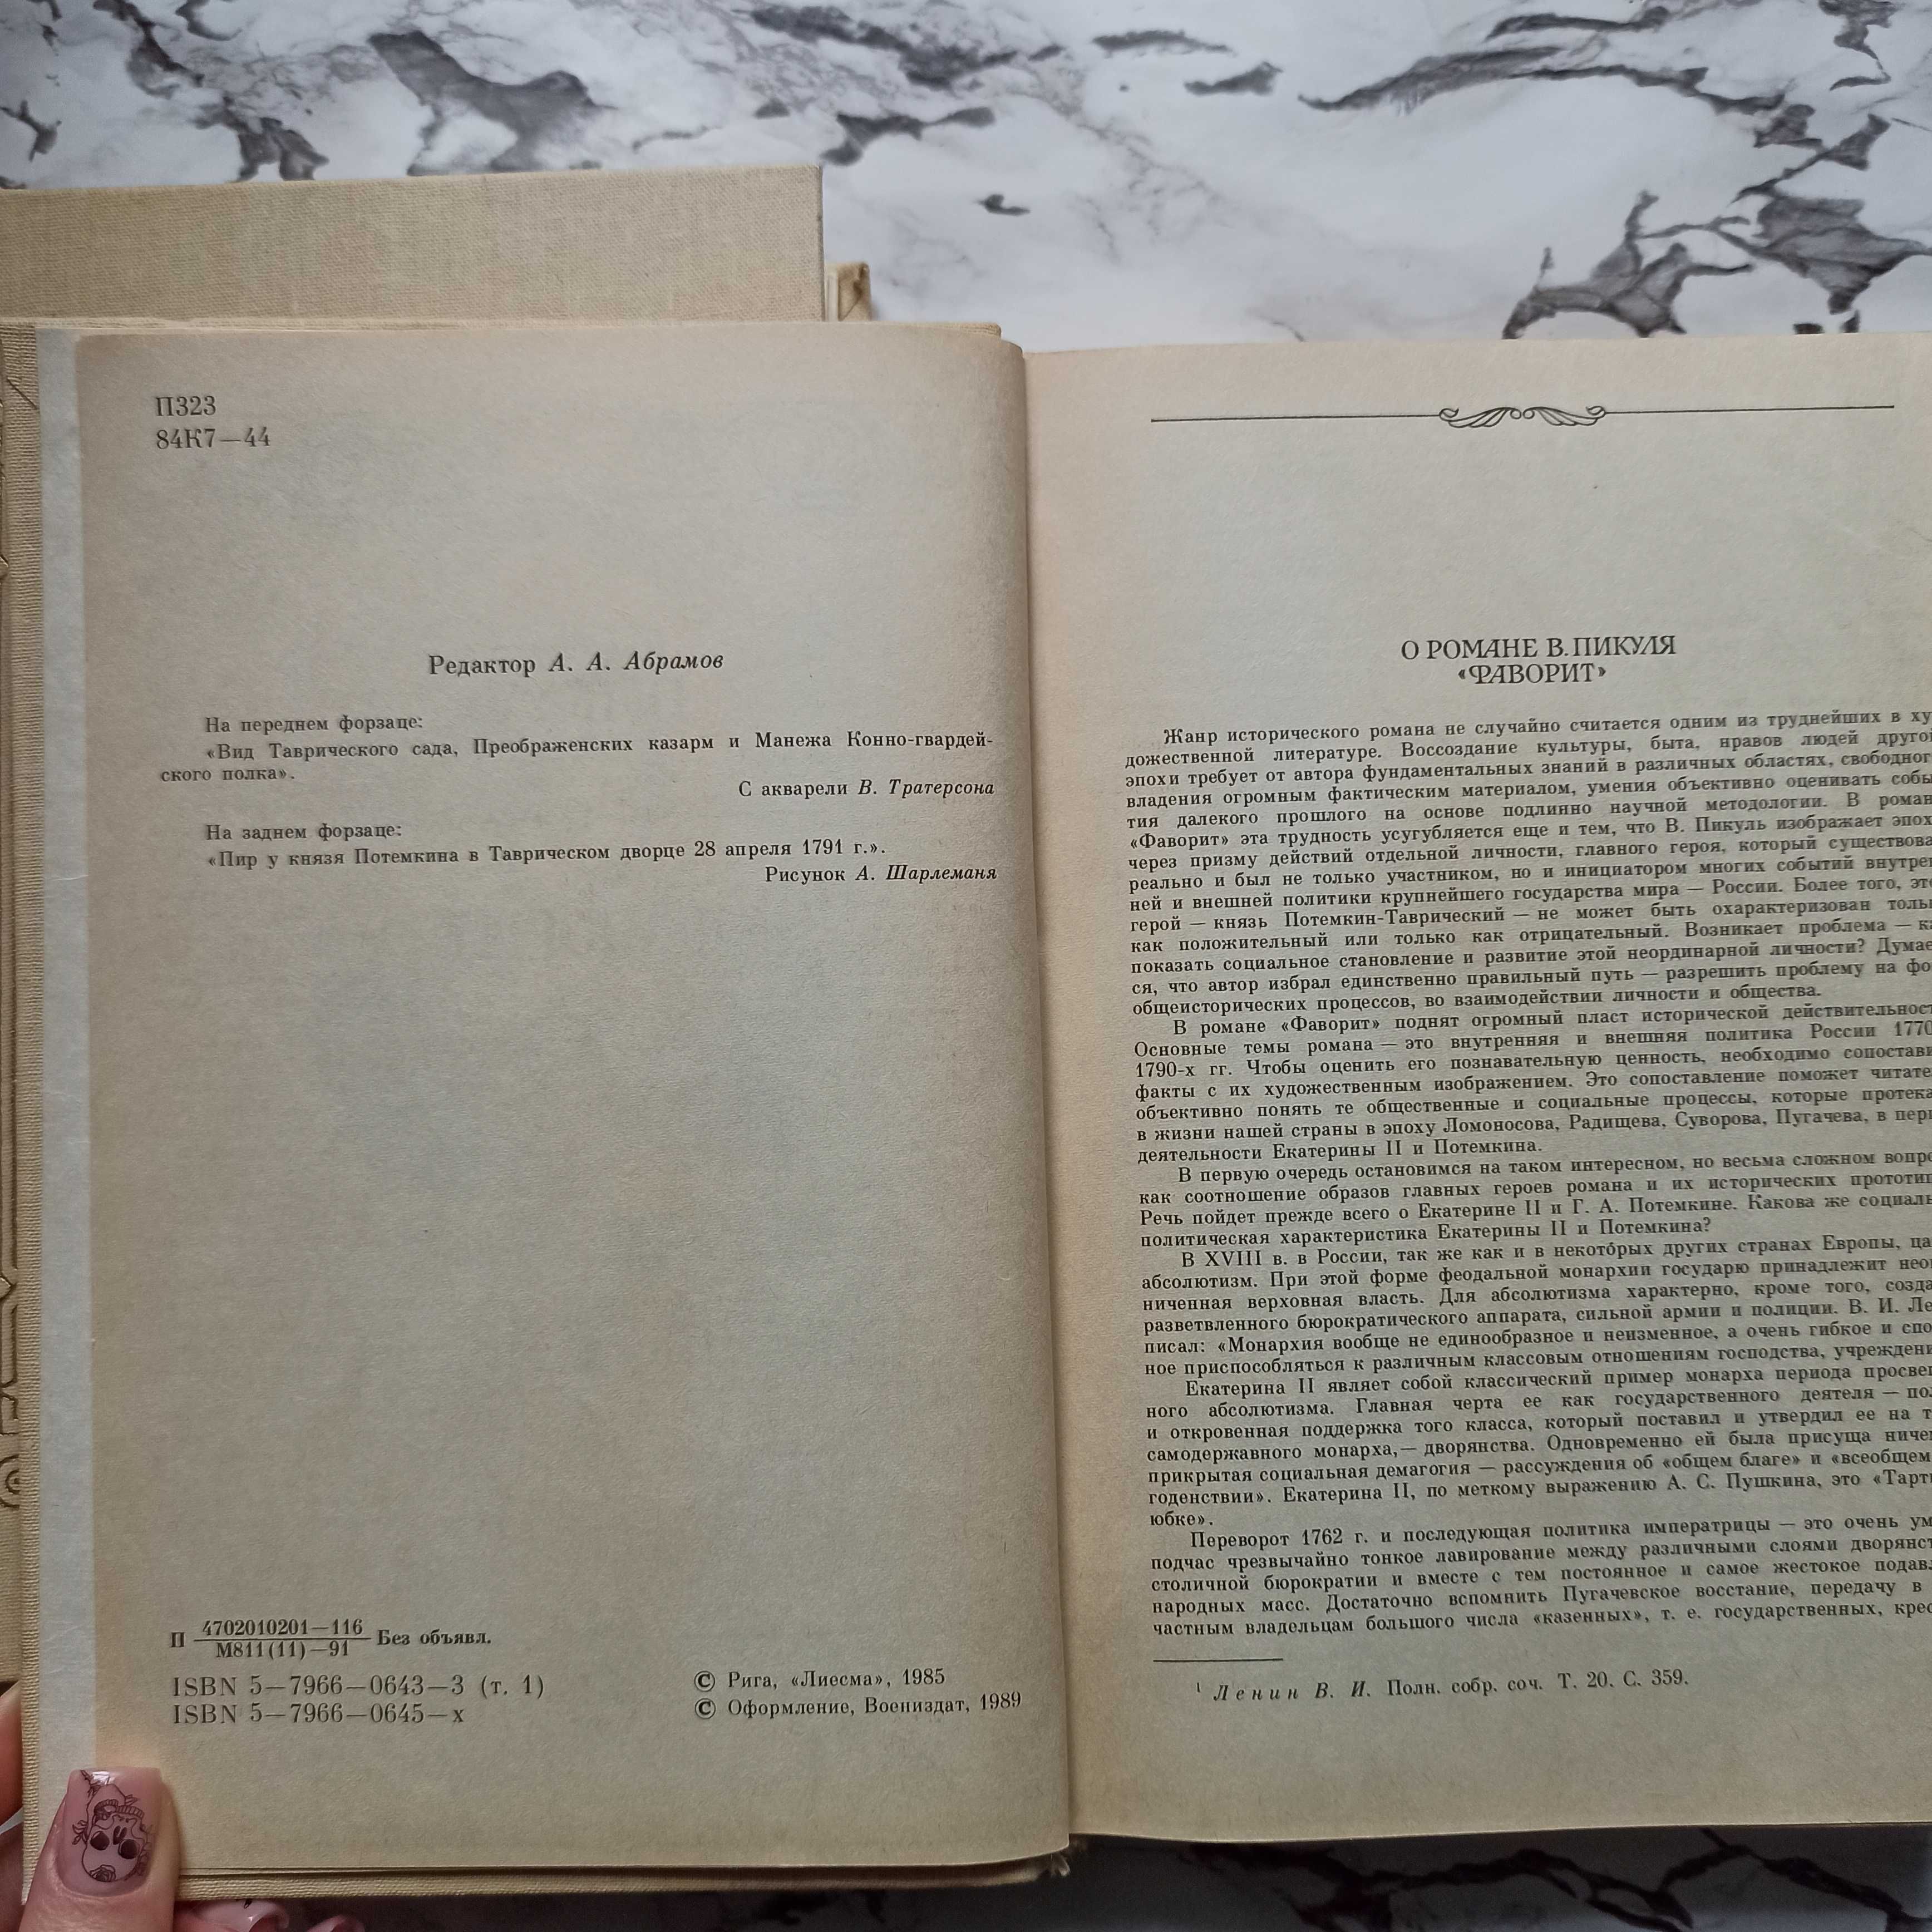 П323
84К7—44
Редактор А. А. Абрамов
На переднем форзаце:
«Вид Таврического сада, Преображенских казарм и Манежа Конно-гвардей-
ского полка».
С акварели В. Тратерсона
На заднем форзаце:
«Пир у князя Потемкина в Таврическом дворце 28 апреля 1791 г.».
Рисунок А. Шарлеманя
П 4702010201—116 Без объявл.
М811(11)—91
ISBN 5—7966—0643—3 (т. 1)
ISBN 5—7966—0645—х
© Рига, «Лиесма», 1985
© Оформление, Воениздат, 1989
О РОМАНЕ В. ПИКУЛЯ
«ФАВОРИТ»
Жанр исторического романа не случайно считается одним из труднейших в ху
дожественной литературе. Воссоздание культуры, быта, нравов людей другой
эпохи требует от автора фундаментальных знаний в различных областях, свободног
владения огромным фактическим материалом, умения объективно оценивать собы
тия далекого прошлого на основе подлинно научной методологии. В роман
«Фаворит» эта трудность усугубляется еще и тем, что В. Пикуль изображает эпох
через призму действий отдельной личности, главного героя, который существова
реально и был не только участником, но и инициатором многих событий внутре
ней и внешней политики крупнейшего государства мира — России. Более того, эт
герой — князь Потемкин-Таврический — не может быть охарактеризован толь
как положительный или только как отрицательный. Возникает проблема — ка
показать социальное становление и развитие этой неординарной личности? Думае
ся, что автор избрал единственно правильный путь — разрешить проблему на фо
общеисторических процессов, во взаимодействии личности и общества.
В романе «Фаворит» поднят огромный пласт исторической действительност
Основные темы романа — это внутренняя и внешняя политика России 1770
1790-х гг. Чтобы оценить его познавательную ценность, необходимо сопостави
факты с их художественным изображением. Это сопоставление поможет читате
объективно понять те общественные и социальные процессы, которые протека
в жизни нашей страны в эпоху Ломоносова, Радищева, Суворова, Пугачева, в пери
деятельности Екатерины II и Потемкина.
В первую очередь остановимся на таком интересном, но весьма сложном вопро
как соотношение образов главных героев романа и их исторических прототип
Речь пойдет прежде всего о Екатерине II и Г. А. Потемкине. Какова же социаль
политическая характеристика Екатерины II и Потемкина?
В XVIII в. в России, так же как и в некото́рых других странах Европы, ца
абсолютизм. При этой форме феодальной монархии государю принадлежит нео
ниченная верховная власть. Для абсолютизма характерно, кроме того, созда
разветвленного бюрократического аппарата, сильной армии и полиции. В. И. Ле
писал: «Монархия вообще не единообразное и неизменное, а очень гибкое и спо
ное приспособляться к различным классовым отношениям господства, учреждени
Екатерина II являет собой классический пример монарха периода просве
ного абсолютизма. Главная черта ее как государственного деятеля — пол
и откровенная поддержка того класса, который поставил и утвердил ее на т
самодержавного монарха,— дворянства. Одновременно ей была присуща ниче
прикрытая социальная демагогия — рассуждения об «общем благе» и «всеобщем
годенствии». Екатерина II, по меткому выражению А. С. Пушкина, это «Тарт
юбке».
Переворот 1762 г. и последующая политика императрицы — это очень ум
подчас чрезвычайно тонкое лавирование между различными слоями дворянст
столичной бюрократии и вместе с тем постоянное и самое жестокое подав
народных масс. Достаточно вспомнить Пугачевское восстание, передачу в
частным владельцам большого числа «казенных», т. е. государственных, крес
¹ Ленин В. И. Полн. собр. соч. Т. 20. С. 359.